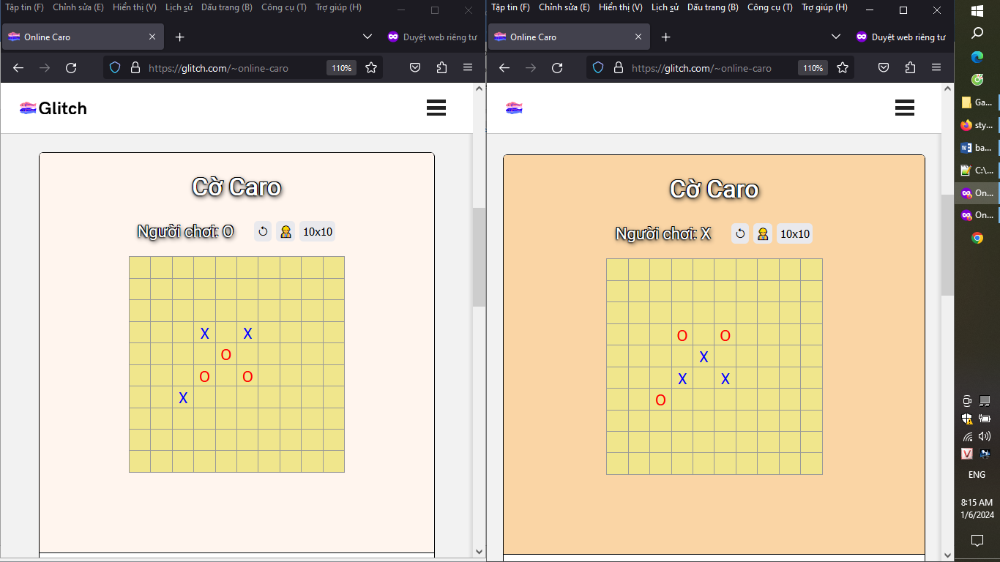 Tập tin (F) Chỉnh sửa (E) Hiển thị (V) Lịch sử Dấu trang (B) Công cụ (T) Trợ giúp (H)
Online Caro
Duyệt web riêng tư
https://glitch.com/~online-caro
110%
Glitch
Cờ Caro
Người chơi: O
10x10
X X
O
O O
X
Tập tin (F) Chỉnh sửa (E) Hiển thị (V) Lịch sử Dấu trang (B) Công cụ (T) Trợ giúp (H)
Online Caro
Duyệt web riêng tư
https://glitch.com/~online-caro
110%
Cờ Caro
Người chơi: X
10x10
O O
X
X X
O
Ga...
sty...
ba...
C:\...
On...
On...
ENG
8:15 AM
1/6/2024